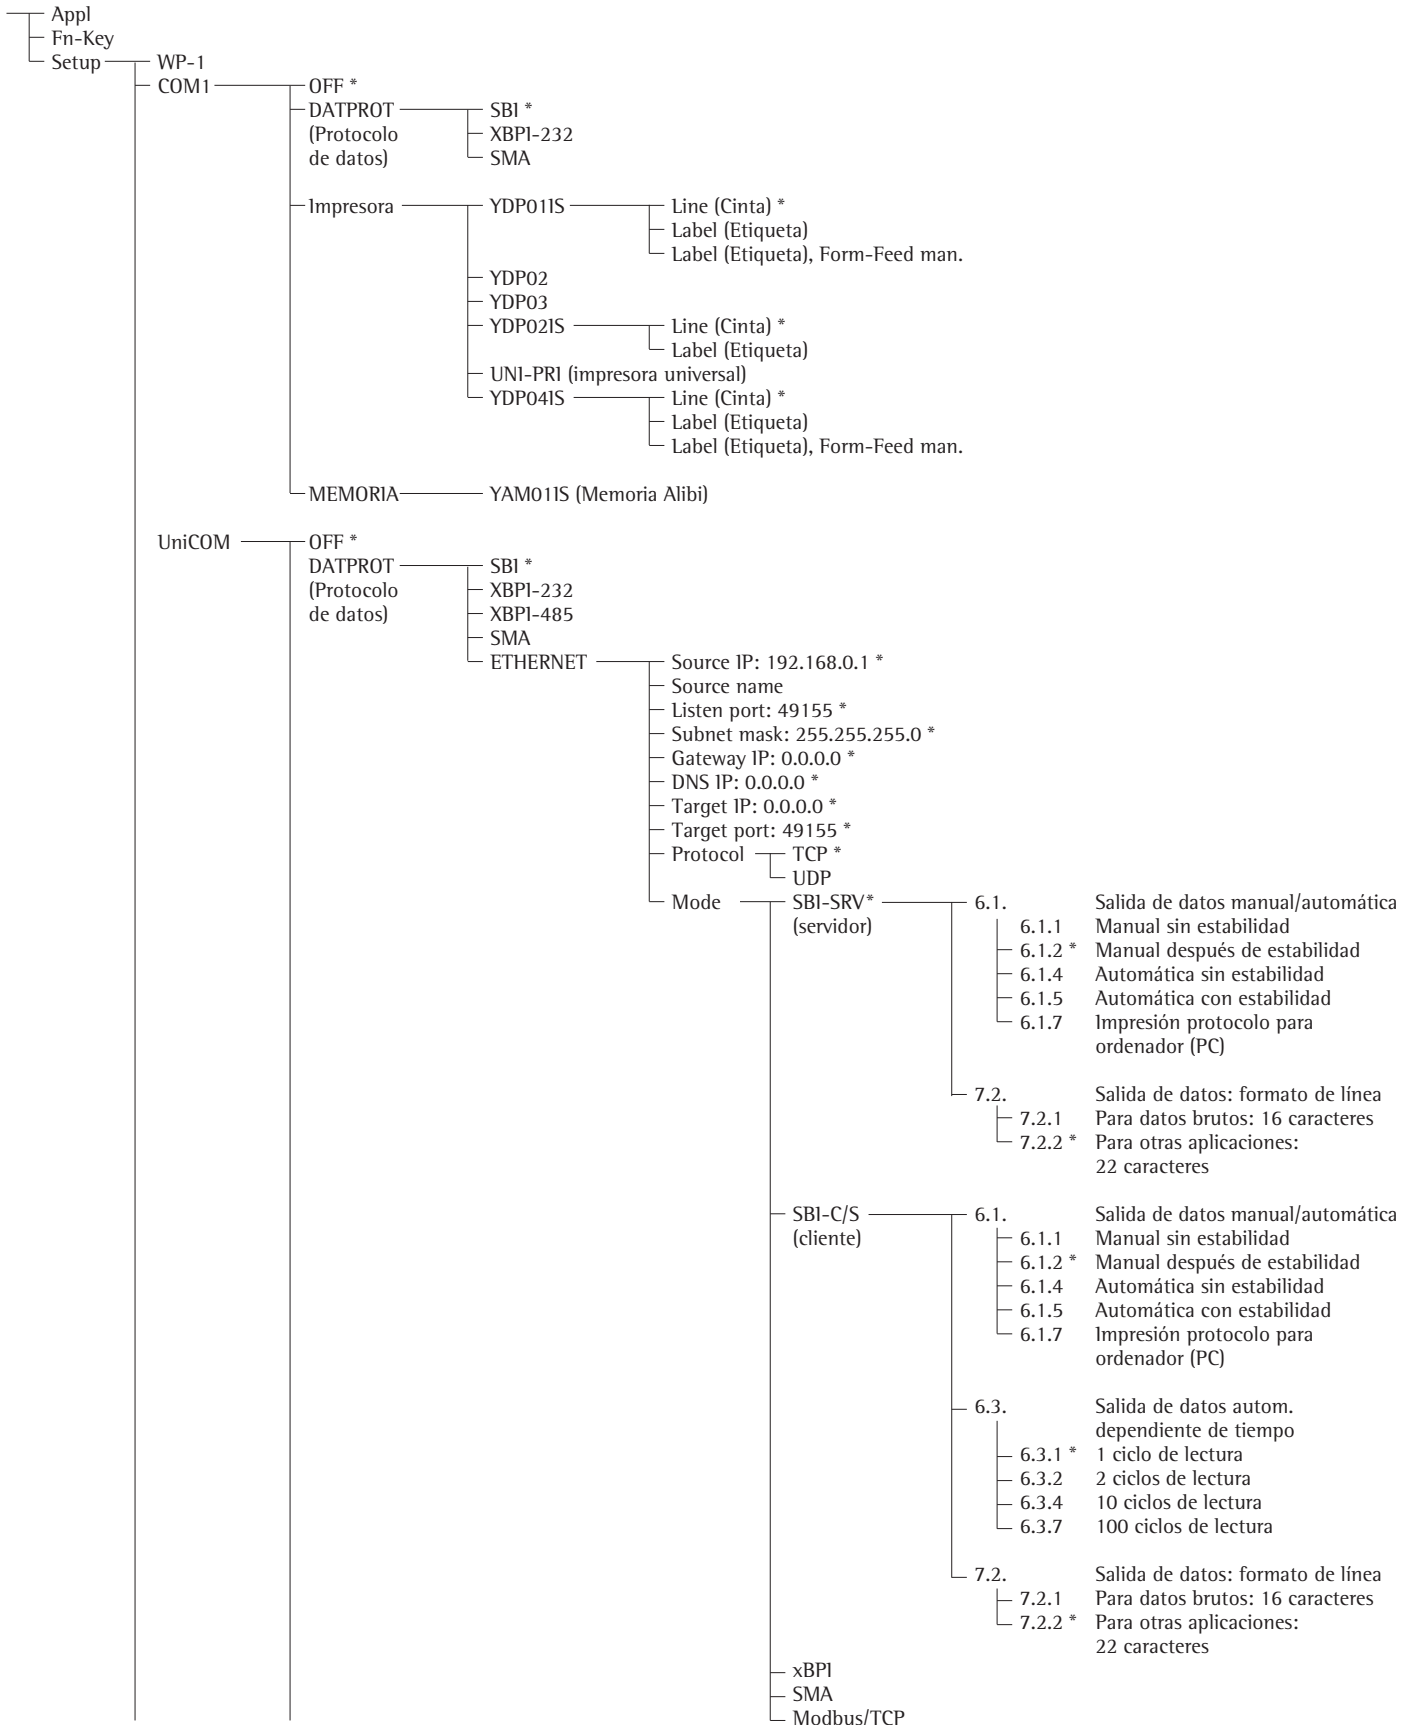 Appl
Fn-Key
Setup WP-1
COM1 OFF *
DATPROT SBI *
(Protocolo XBPI-232
de datos) SMA
Impresora YDP01IS Line (Cinta) *
Label (Etiqueta)
Label (Etiqueta), Form-Feed man.
YDP02
YDP03
YDP02IS Line (Cinta) *
Label (Etiqueta)
UNI-PRI (impresora universal)
YDP04IS Line (Cinta) *
Label (Etiqueta)
Label (Etiqueta), Form-Feed man.
MEMORIA YAM01IS (Memoria Alibi)
UniCOM OFF *
DATPROT SBI *
(Protocolo XBPI-232
de datos) XBPI-485
SMA
ETHERNET Source IP: 192.168.0.1 *
Source name
Listen port: 49155 *
Subnet mask: 255.255.255.0 *
Gateway IP: 0.0.0.0 *
DNS IP: 0.0.0.0 *
Target IP: 0.0.0.0 *
Target port: 49155 *
Protocol TCP *
UDP
Mode SBI-SRV* 6.1. Salida de datos manual/automática
(servidor) 6.1.1 Manual sin estabilidad
6.1.2 * Manual después de estabilidad
6.1.4 Automática sin estabilidad
6.1.5 Automática con estabilidad
6.1.7 Impresión protocolo para
ordenador (PC)
7.2. Salida de datos: formato de línea
7.2.1 Para datos brutos: 16 caracteres
7.2.2 * Para otras aplicaciones:
22 caracteres
SBI-C/S 6.1. Salida de datos manual/automática
(cliente) 6.1.1 Manual sin estabilidad
6.1.2 * Manual después de estabilidad
6.1.4 Automática sin estabilidad
6.1.5 Automática con estabilidad
6.1.7 Impresión protocolo para
ordenador (PC)
6.3. Salida de datos autom.
dependiente de tiempo
6.3.1 * 1 ciclo de lectura
6.3.2 2 ciclos de lectura
6.3.4 10 ciclos de lectura
6.3.7 100 ciclos de lectura
7.2. Salida de datos: formato de línea
7.2.1 Para datos brutos: 16 caracteres
7.2.2 * Para otras aplicaciones:
22 caracteres
xBPI
SMA
Modbus/TCP